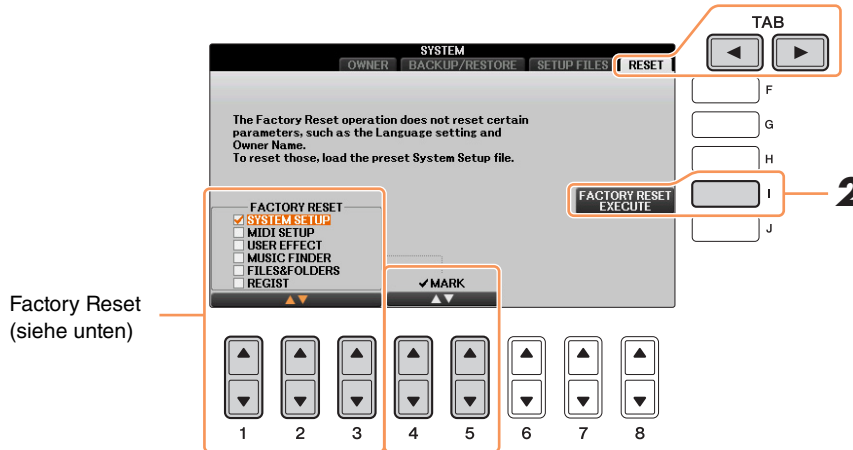 TAB
SYSTEM
OWNER BACKUP/RESTORE SETUP FILES RESET
F
The Factory Reset operation does not reset certain
parameters, such as the Language setting and
Owner Name.
To reset those, load the preset System Setup file.
G
H
FACTORY RESET
EXECUTE
I
2
J
FACTORY RESET
SYSTEM SETUP
MIDI SETUP
USER EFFECT
MUSIC FINDER
FILES&FOLDERS
REGIST
✓MARK
▲▼ ▲▼
Factory Reset
(siehe unten)
1 2 3 4 5 6 7 8